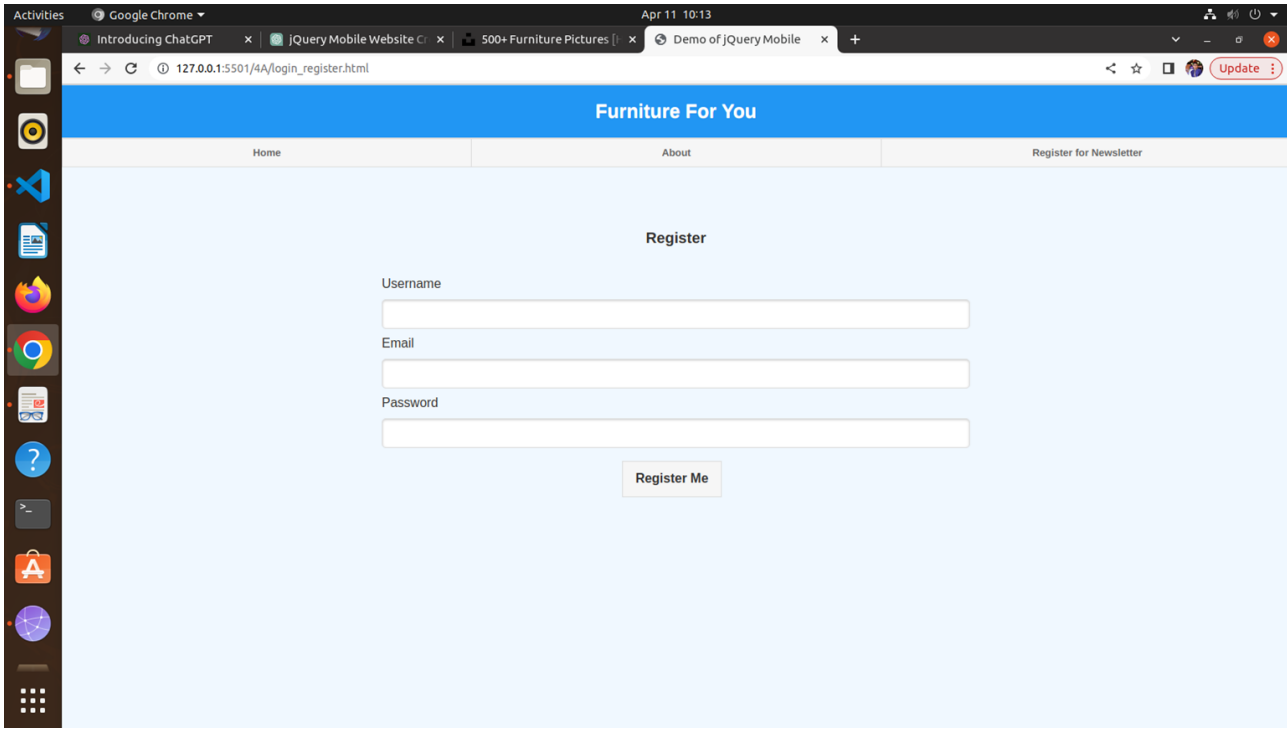 Activities Google Chrome Apr 11 10:13
Introducing ChatGPT jQuery Mobile Website Cr 500+ Furniture Pictures [H Demo of jQuery Mobile
127.0.0.1:5501/4A/login_register.html Update
Furniture For You
Home About Register for Newsletter
Register
Username
Email
Password
Register Me